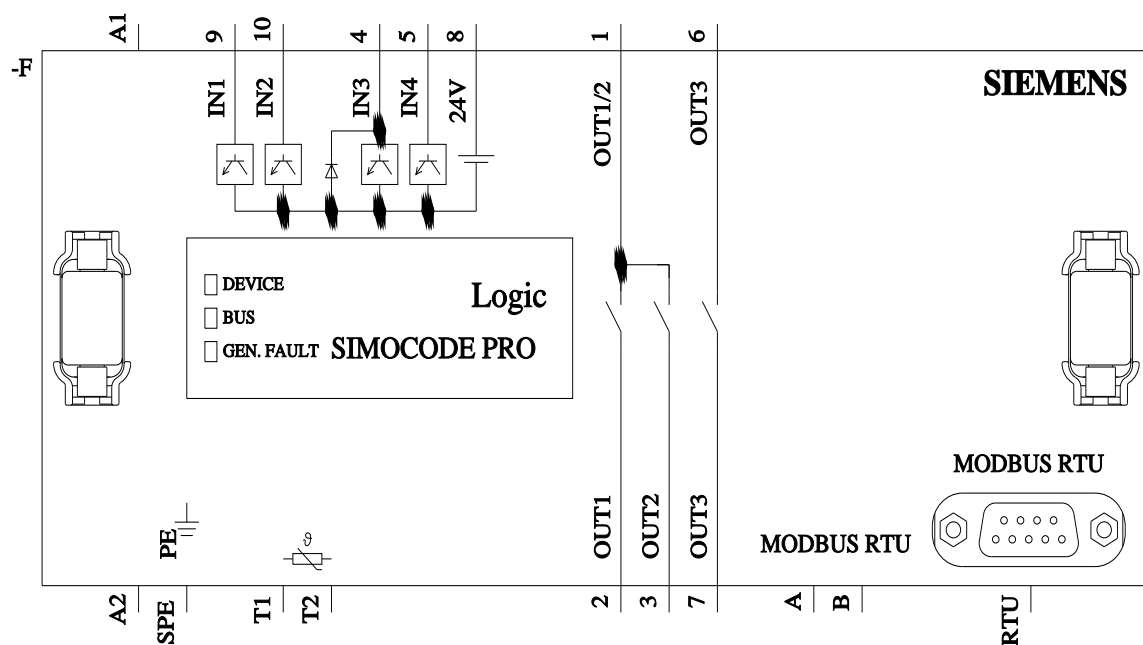 A1
9
10
4
5
8
1
6
-F
IN1
IN2
IN3
IN4
24V
OUT1/2
OUT3
SIEMENS
DEVICE
BUS
GEN. FAULT
Logic
SIMOCODE PRO
MODBUS RTU
PE
ϑ
OUT1
OUT2
OUT3
MODBUS RTU
A2
SPE
T1
T2
2
3
7
A
B
RTU